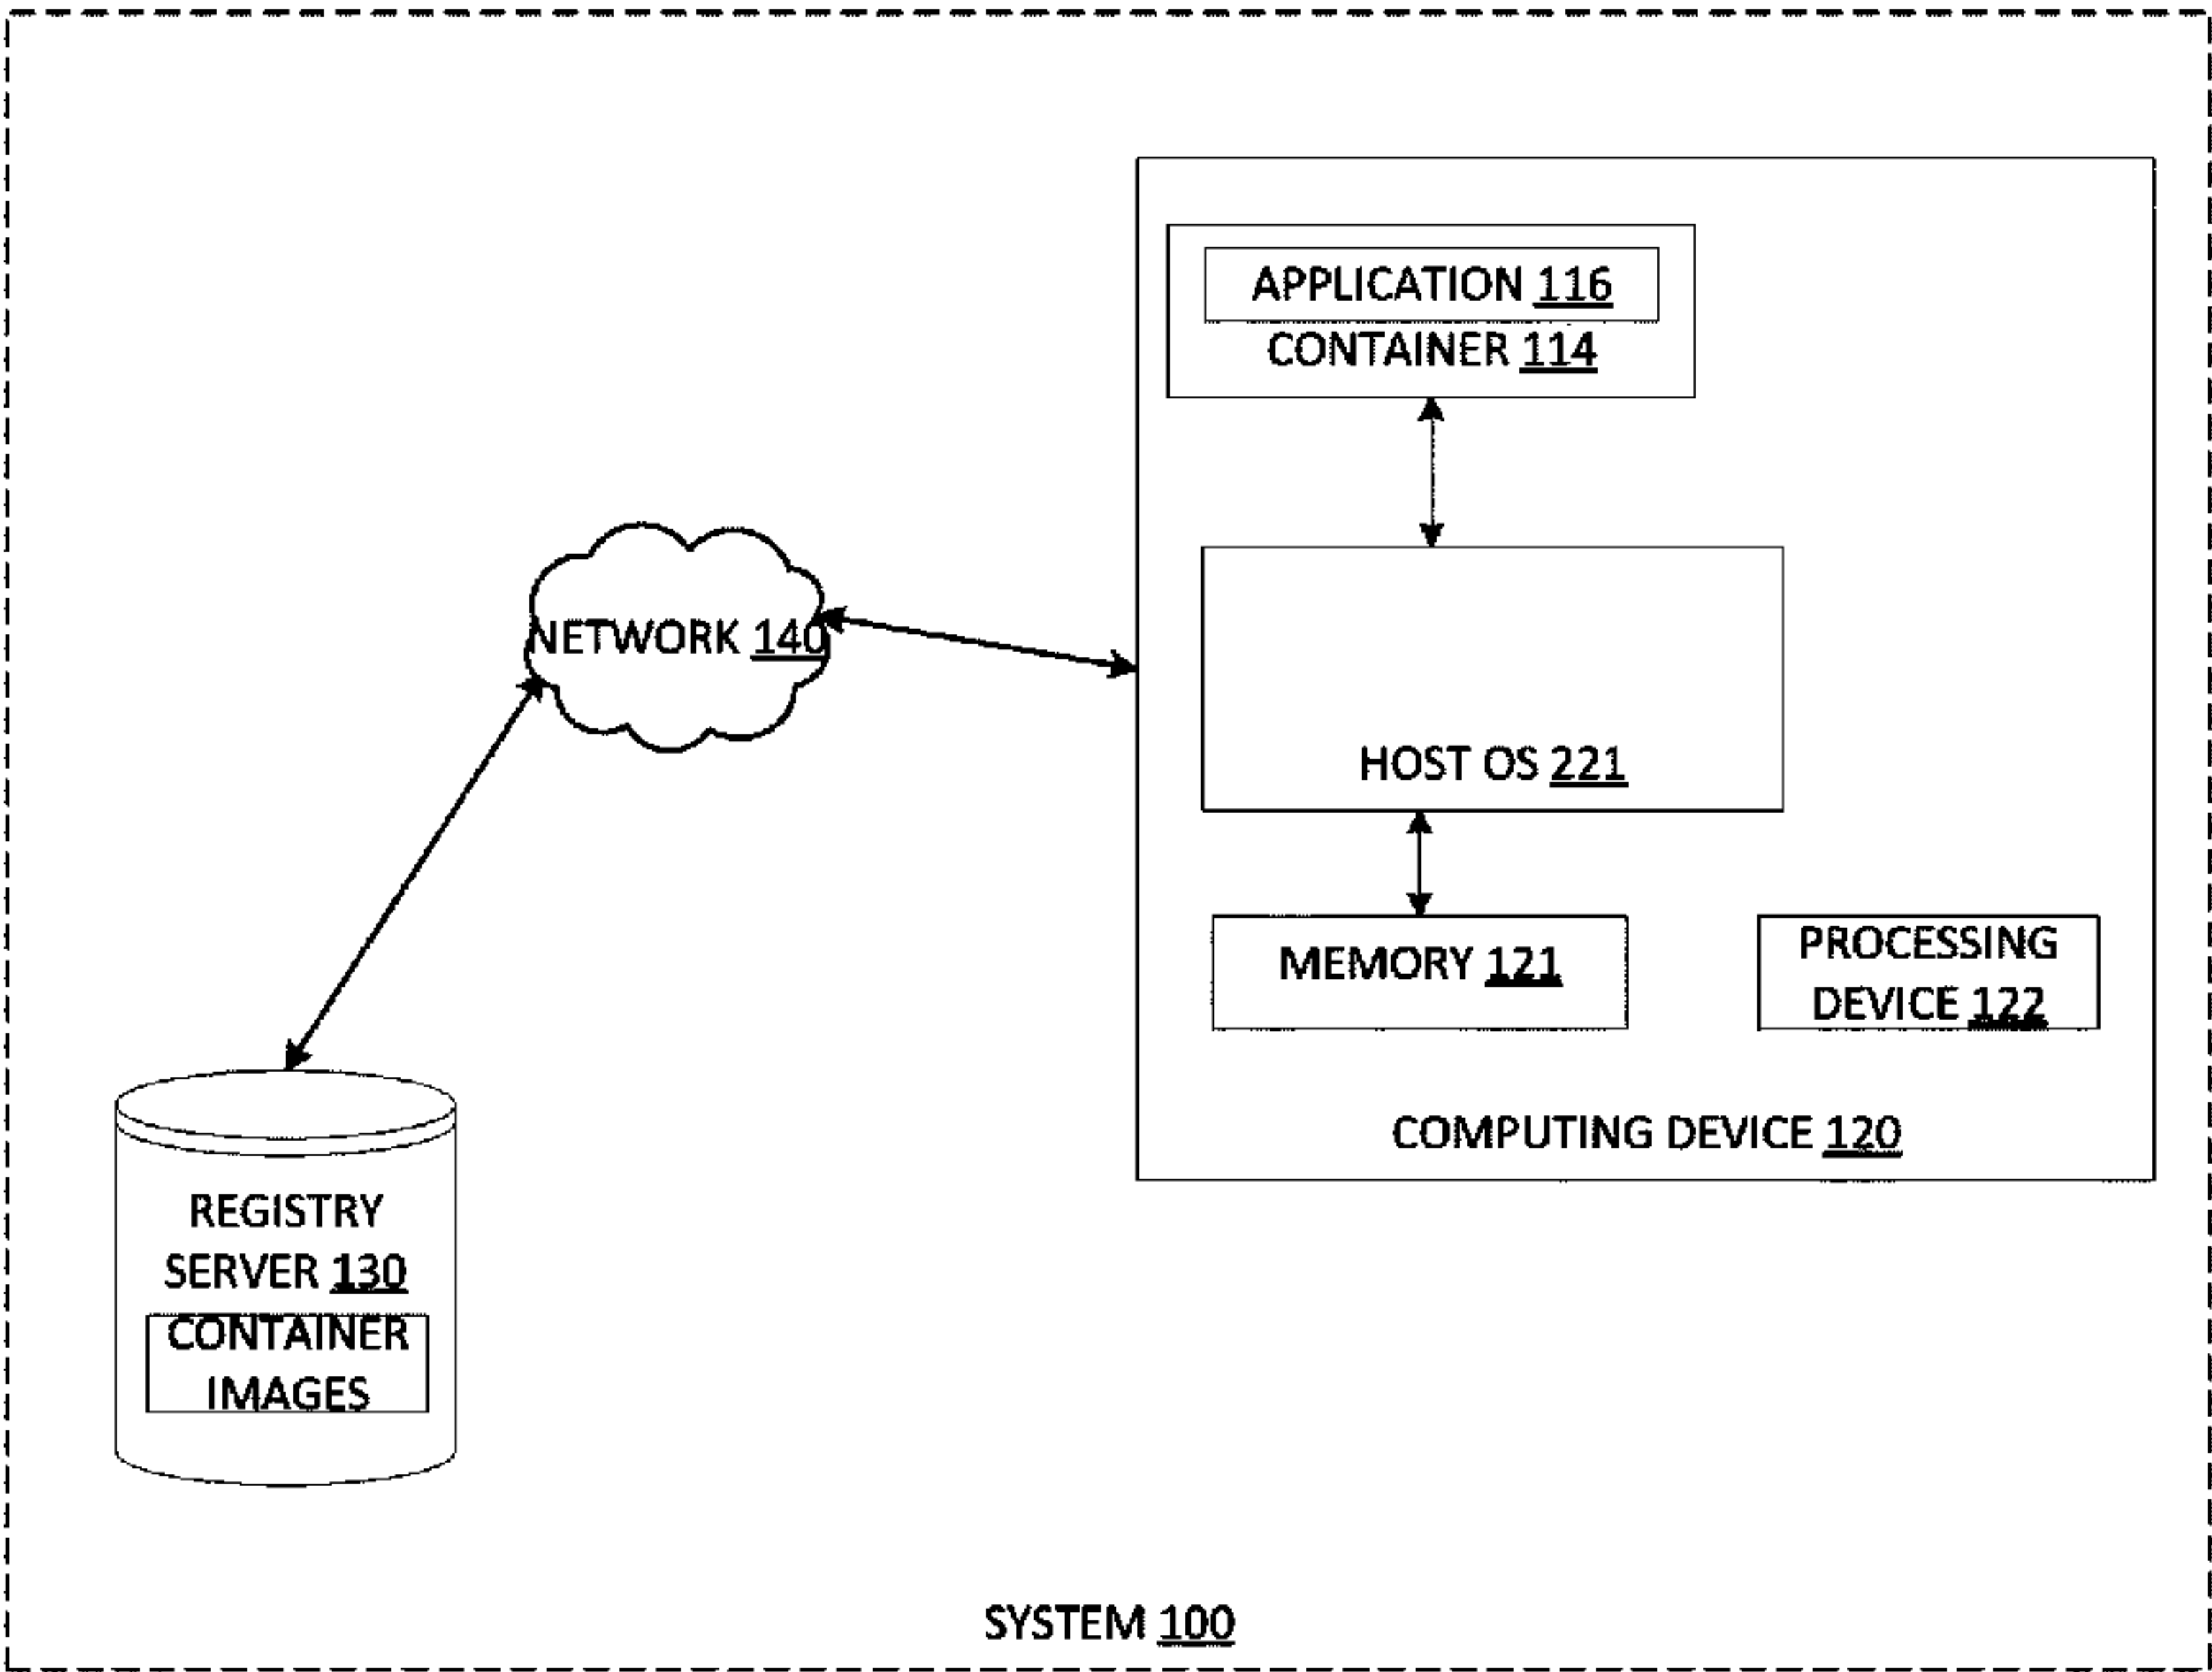 APPLICATION 116
CONTAINER 114
NETWORK 140
HOST OS 221
MEMORY 121
PROCESSING
DEVICE 122
COMPUTING DEVICE 120
REGISTRY
SERVER 130
CONTAINER
IMAGES
SYSTEM 100